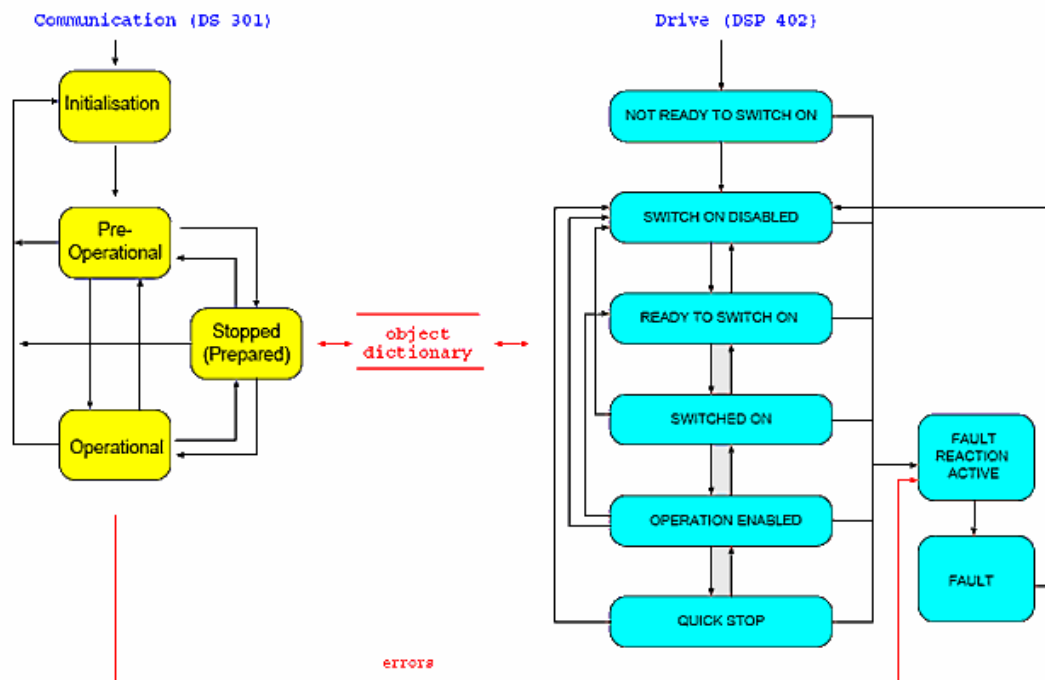 Communication (DS 301)
Drive (DSP 402)
Initialisation
Pre-
Operational
Stopped
(Prepared)
Operational
object
dictionary
NOT READY TO SWITCH ON
SWITCH ON DISABLED
READY TO SWITCH ON
SWITCHED ON
OPERATION ENABLED
QUICK STOP
FAULT
REACTION
ACTIVE
FAULT
errors